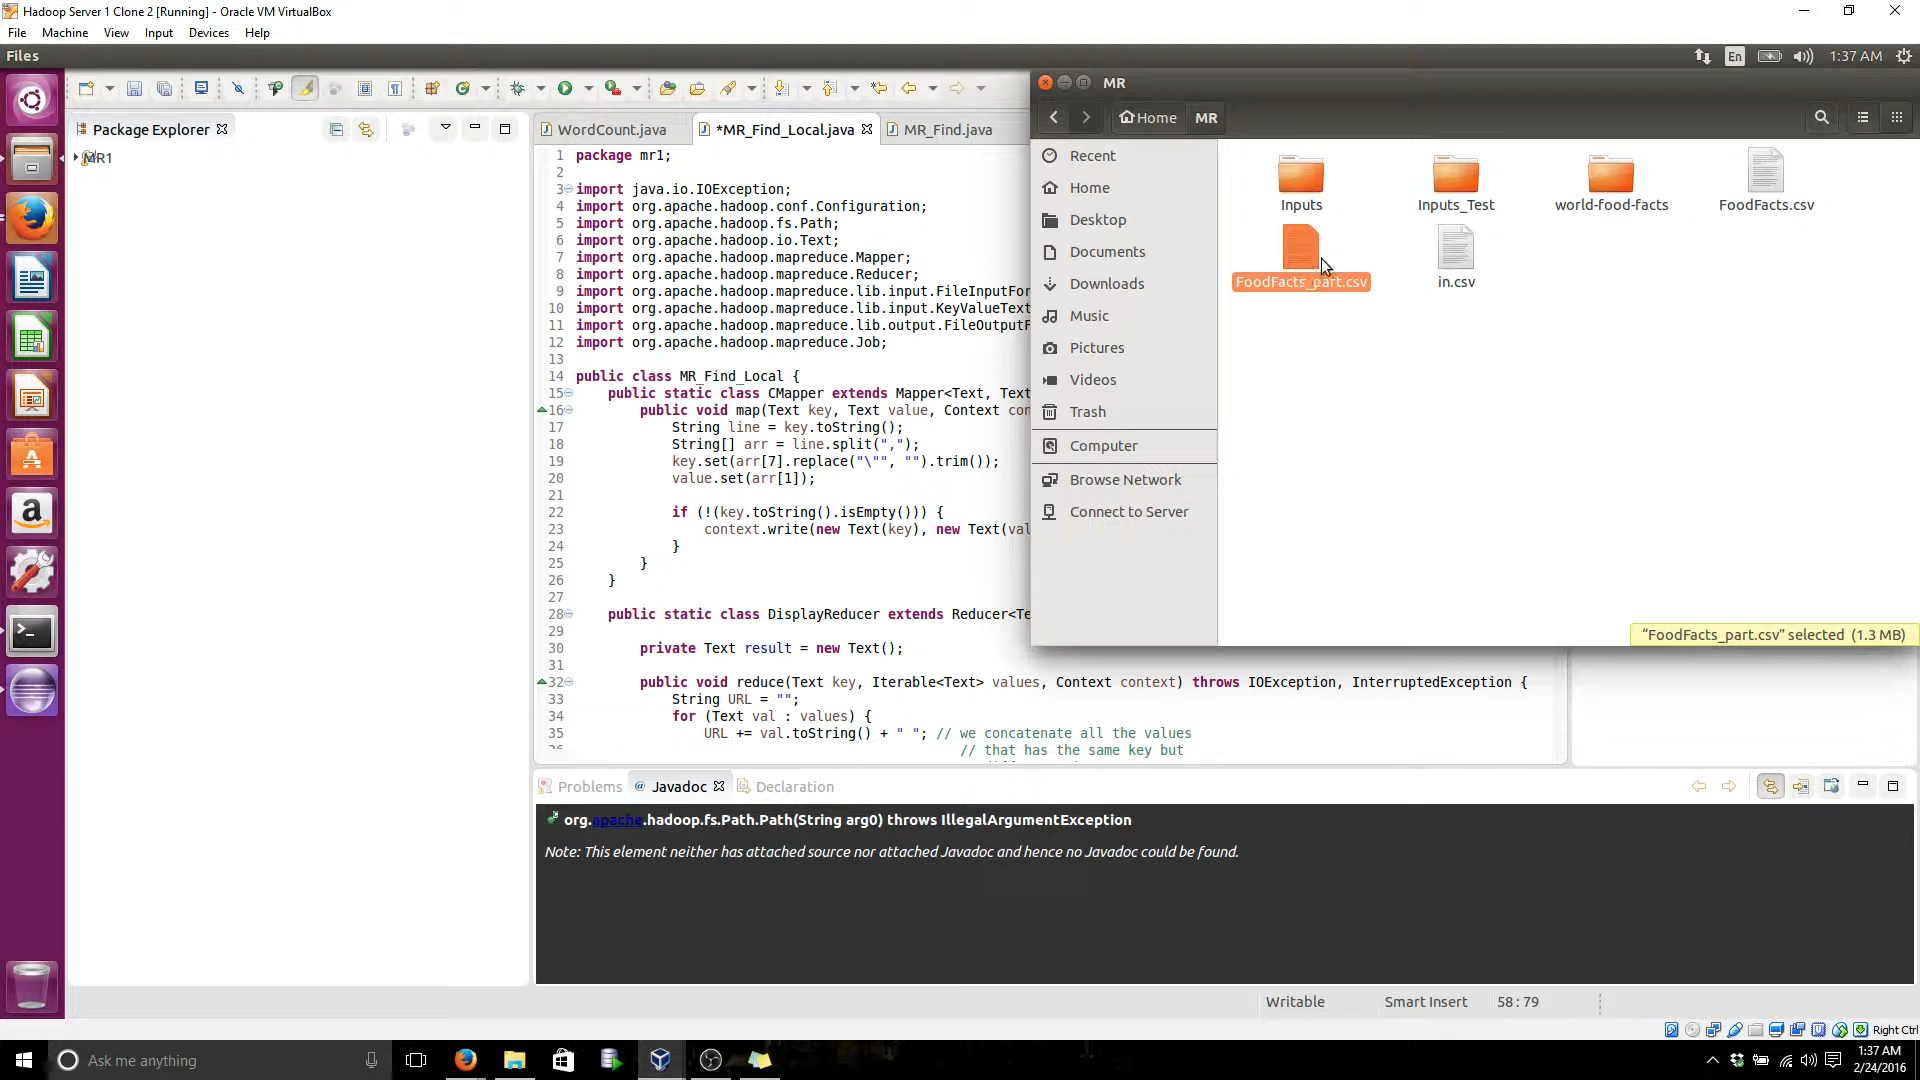 Hadoop Server 1 Clone 2 [Running] - Oracle VM VirtualBox
File Machine View Input Devices Help
Files
En 1:37 AM
Package Explorer
MR1
WordCount.java
*MR_Find_Local.java
MR_Find.java
1 package mr1;
2
3 import java.io.IOException;
4 import org.apache.hadoop.conf.Configuration;
5 import org.apache.hadoop.fs.Path;
6 import org.apache.hadoop.io.Text;
7 import org.apache.hadoop.mapreduce.Mapper;
8 import org.apache.hadoop.mapreduce.Reducer;
9 import org.apache.hadoop.mapreduce.lib.input.FileInputFor
10 import org.apache.hadoop.mapreduce.lib.input.KeyValueText
11 import org.apache.hadoop.mapreduce.lib.output.FileOutputF
12 import org.apache.hadoop.mapreduce.Job;
13
14 public class MR_Find_Local {
15 public static class CMapper extends Mapper<Text, Text
16 public void map(Text key, Text value, Context con
17 String line = key.toString();
18 String[] arr = line.split(",");
19 key.set(arr[7].replace("\"", "").trim());
20 value.set(arr[1]);
21
22 if (!(key.toString().isEmpty())) {
23 context.write(new Text(key), new Text(val
24 }
25 }
26 }
27
28 public static class DisplayReducer extends Reducer<Te
29
30 private Text result = new Text();
31
32 public void reduce(Text key, Iterable<Text> values, Context context) throws IOException, InterruptedException {
33 String URL = "";
34 for (Text val : values) {
35 URL += val.toString() + " "; // we concatenate all the values
// that has the same key but
MR
Home MR
Recent
Home
Desktop
Documents
Downloads
Music
Pictures
Videos
Trash
Computer
Browse Network
Connect to Server
Inputs
Inputs_Test
world-food-facts
FoodFacts.csv
FoodFacts_part.csv
in.csv
“FoodFacts_part.csv” selected (1.3 MB)
Problems
@ Javadoc
Declaration
org.apache.hadoop.fs.Path.Path(String arg0) throws IllegalArgumentException
Note: This element neither has attached source nor attached Javadoc and hence no Javadoc could be found.
Writable Smart Insert 58 : 79
Right Ctrl
Ask me anything
1:37 AM
2/24/2016